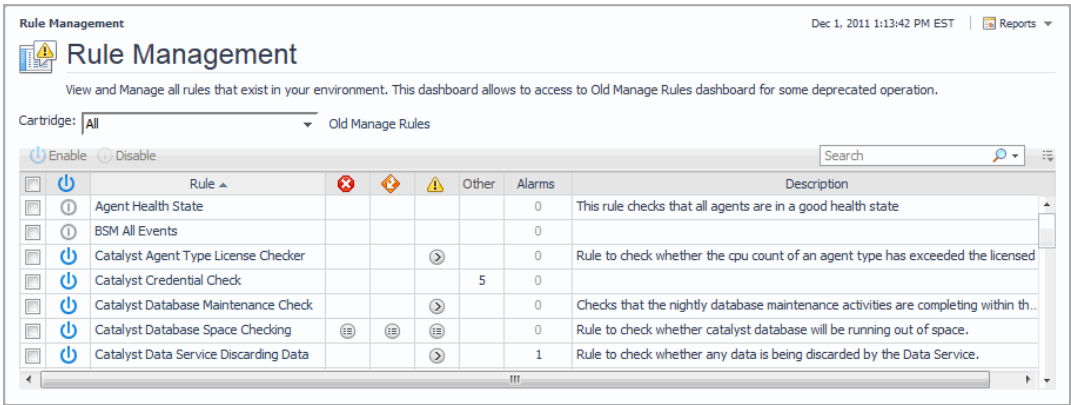 Rule Management
Dec 1, 2011 1:13:42 PM EST
Reports
Rule Management
View and Manage all rules that exist in your environment. This dashboard allows to access to Old Manage Rules dashboard for some deprecated operation.
Cartridge: All
Old Manage Rules
Enable Disable
Search
Rule Other Alarms Description
Agent Health State 0 This rule checks that all agents are in a good health state
BSM All Events 0
Catalyst Agent Type License Checker 0 Rule to check whether the cpu count of an agent type has exceeded the licensed
Catalyst Credential Check 5 0
Catalyst Database Maintenance Check 0 Checks that the nightly database maintenance activities are completing within th..
Catalyst Database Space Checking 0 Rule to check whether catalyst database will be running out of space.
Catalyst Data Service Discarding Data 1 Rule to check whether any data is being discarded by the Data Service.